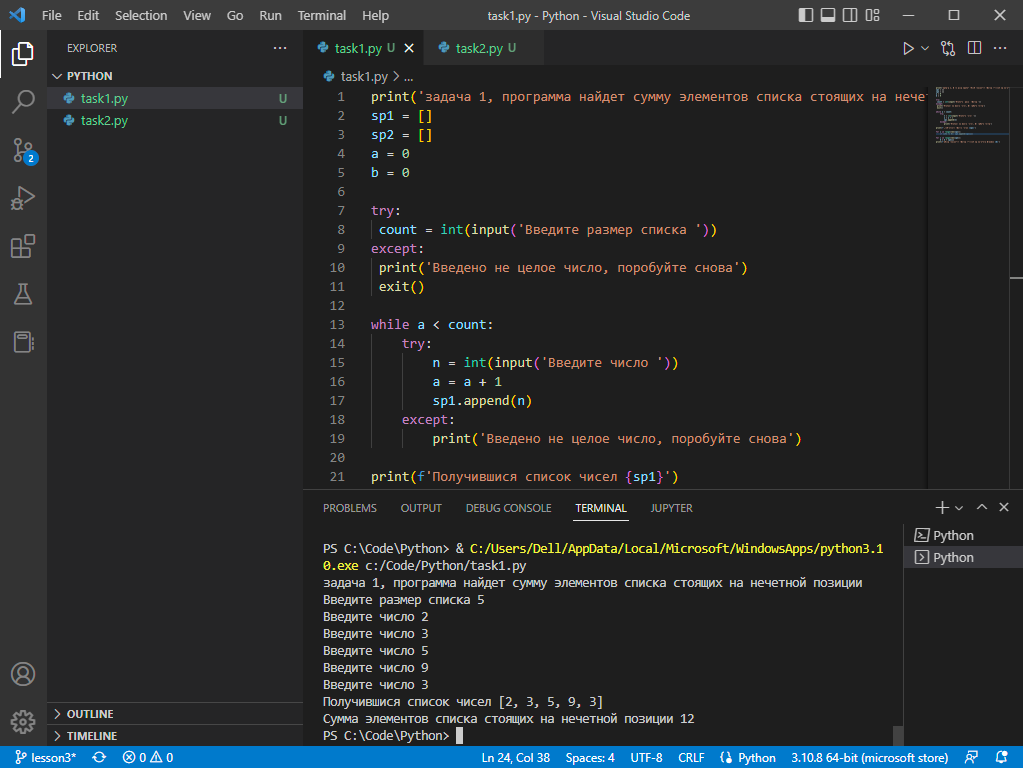 File Edit Selection View Go Run Terminal Help task1.py - Python - Visual Studio Code
EXPLORER
PYTHON
task1.py U
task2.py U
2
OUTLINE
TIMELINE
task1.py U task2.py U
task1.py > ...
1 print('задача 1, программа найдет сумму элементов списка стоящих на нече
2 sp1 = []
3 sp2 = []
4 a = 0
5 b = 0
6
7 try:
8 count = int(input('Введите размер списка '))
9 except:
10 print('Введено не целое число, поробуйте снова')
11 exit()
12
13 while a < count:
14 try:
15 n = int(input('Введите число '))
16 a = a + 1
17 sp1.append(n)
18 except:
19 print('Введено не целое число, поробуйте снова')
20
21 print(f'Получившися список чисел {sp1}')
PROBLEMS OUTPUT DEBUG CONSOLE TERMINAL JUPYTER
Python
Python
PS C:\Code\Python> & C:/Users/Dell/AppData/Local/Microsoft/WindowsApps/python3.1
0.exe c:/Code/Python/task1.py
задача 1, программа найдет сумму элементов списка стоящих на нечетной позиции
Введите размер списка 5
Введите число 2
Введите число 3
Введите число 5
Введите число 9
Введите число 3
Получившися список чисел [2, 3, 5, 9, 3]
Сумма элементов списка стоящих на нечетной позиции 12
PS C:\Code\Python>
lesson3* 0 0 Ln 24, Col 38 Spaces: 4 UTF-8 CRLF Python 3.10.8 64-bit (microsoft store)